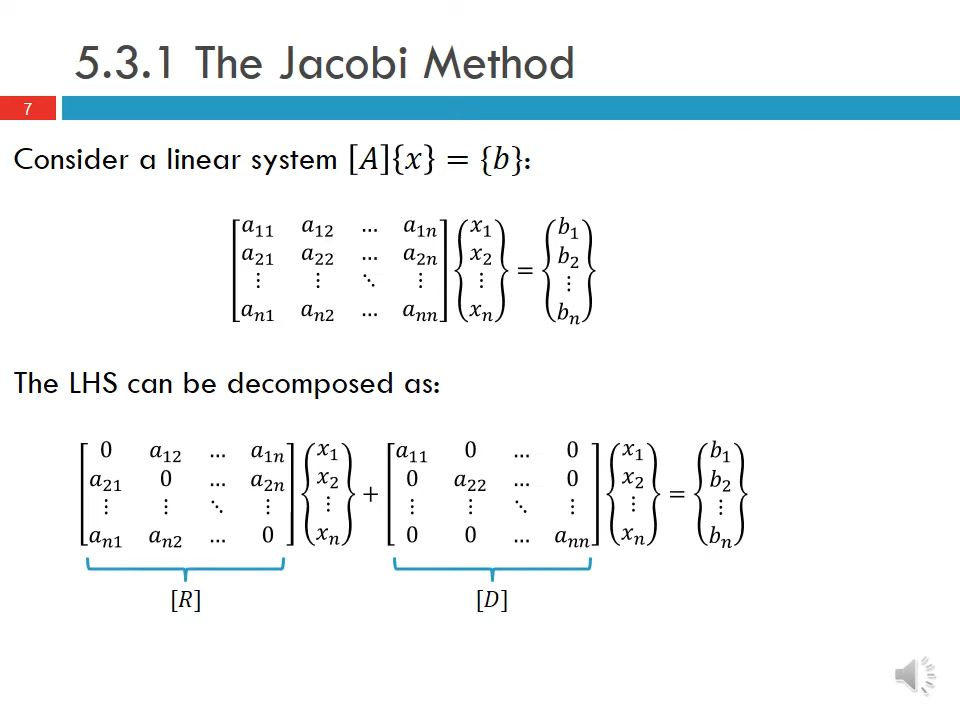 5.3.1 The Jacobi Method
7
Consider a linear system [A]{x} = {b}:
[a₁₁ a₁₂ … a₁ₙ] {x₁} {b₁}
[a₂₁ a₂₂ … a₂ₙ] {x₂} = {b₂}
[⋮ ⋮ ⋱ ⋮] {⋮} {⋮}
[aₙ₁ aₙ₂ … aₙₙ] {xₙ} {bₙ}
The LHS can be decomposed as:
[0 a₁₂ … a₁ₙ] {x₁} [a₁₁ 0 … 0] {x₁} {b₁}
[a₂₁ 0 … a₂ₙ] {x₂} + [0 a₂₂ … 0] {x₂} = {b₂}
[⋮ ⋮ ⋱ ⋮] {⋮} [⋮ ⋮ ⋱ ⋮] {⋮} {⋮}
[aₙ₁ aₙ₂ … 0] {xₙ} [0 0 … aₙₙ] {xₙ} {bₙ}
[R] [D]